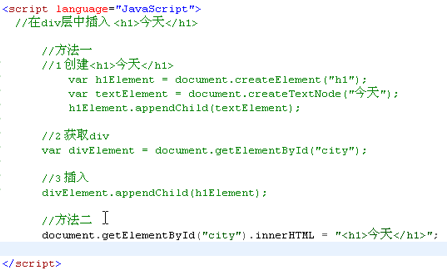 <script language="JavaScript">
//在div层中插入 <h1>今天</h1>
//方法一
//1 创建<h1>今天</h1>
var h1Element = document.createElement("h1");
var textElement = document.createTextNode("今天");
h1Element.appendChild(textElement);
//2 获取div
var divElement = document.getElementById("city");
//3 插入
divElement.appendChild(h1Element);
//方法二
document.getElementById("city").innerHTML = "<h1>今天</h1>";
</script>